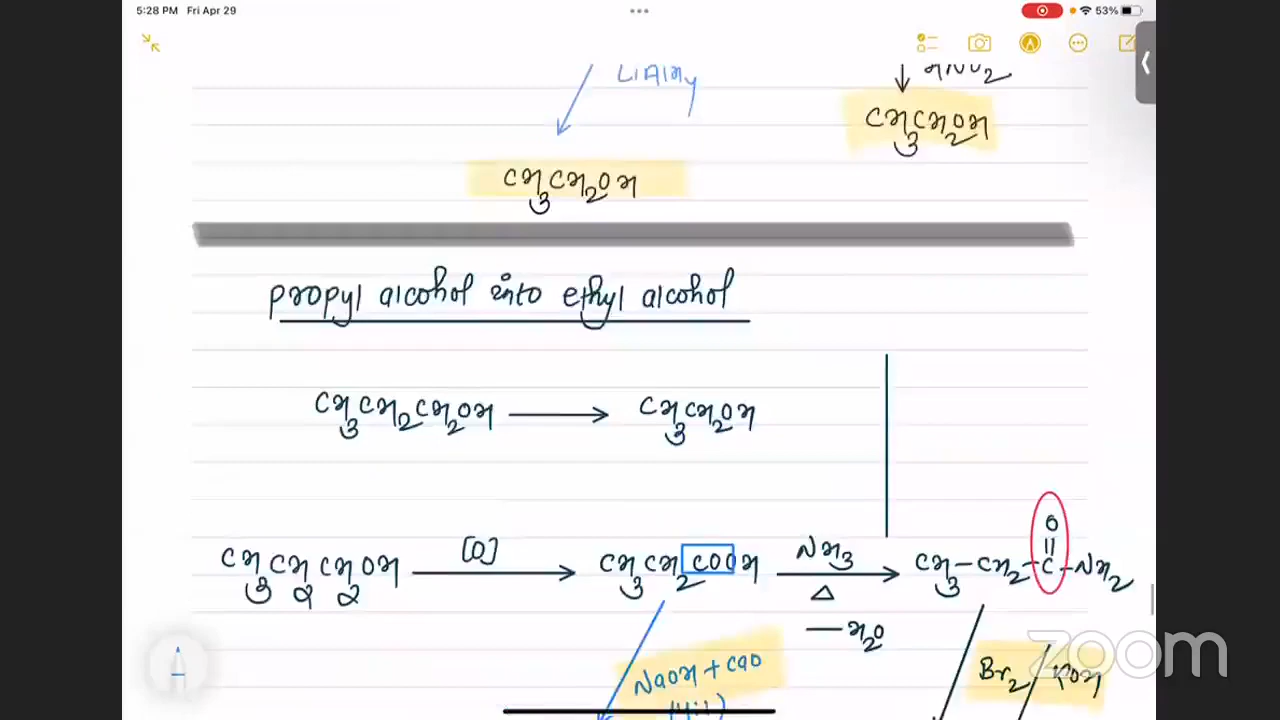 5:28 PM Fri Apr 29
53%
LiAlH4
HNO2
CH3CH2OH
CH3CH2OH
propyl alcohol into ethyl alcohol
CH3CH2CH2OH → CH3CH2OH
O
CH3CH2CH2OH [O] → CH3CH2COOH NH3 → CH3-CH2-C-NH2
Δ
-H2O
zoom
NaOH + CaO
Br2/KOH